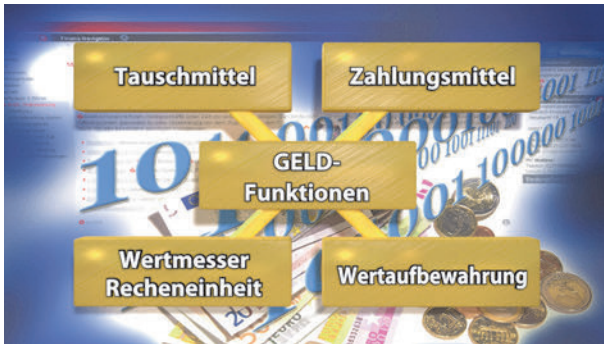 Tauschmittel
Zahlungsmittel
GELD-
Funktionen
Wertmesser
Recheneinheit
Wertaufbewahrung